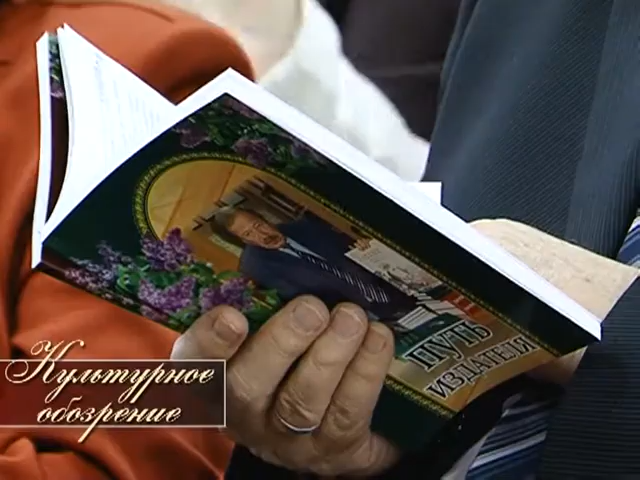 ПУТЬ
ИЗДАТЕЛЯ
Культурное
обозрение